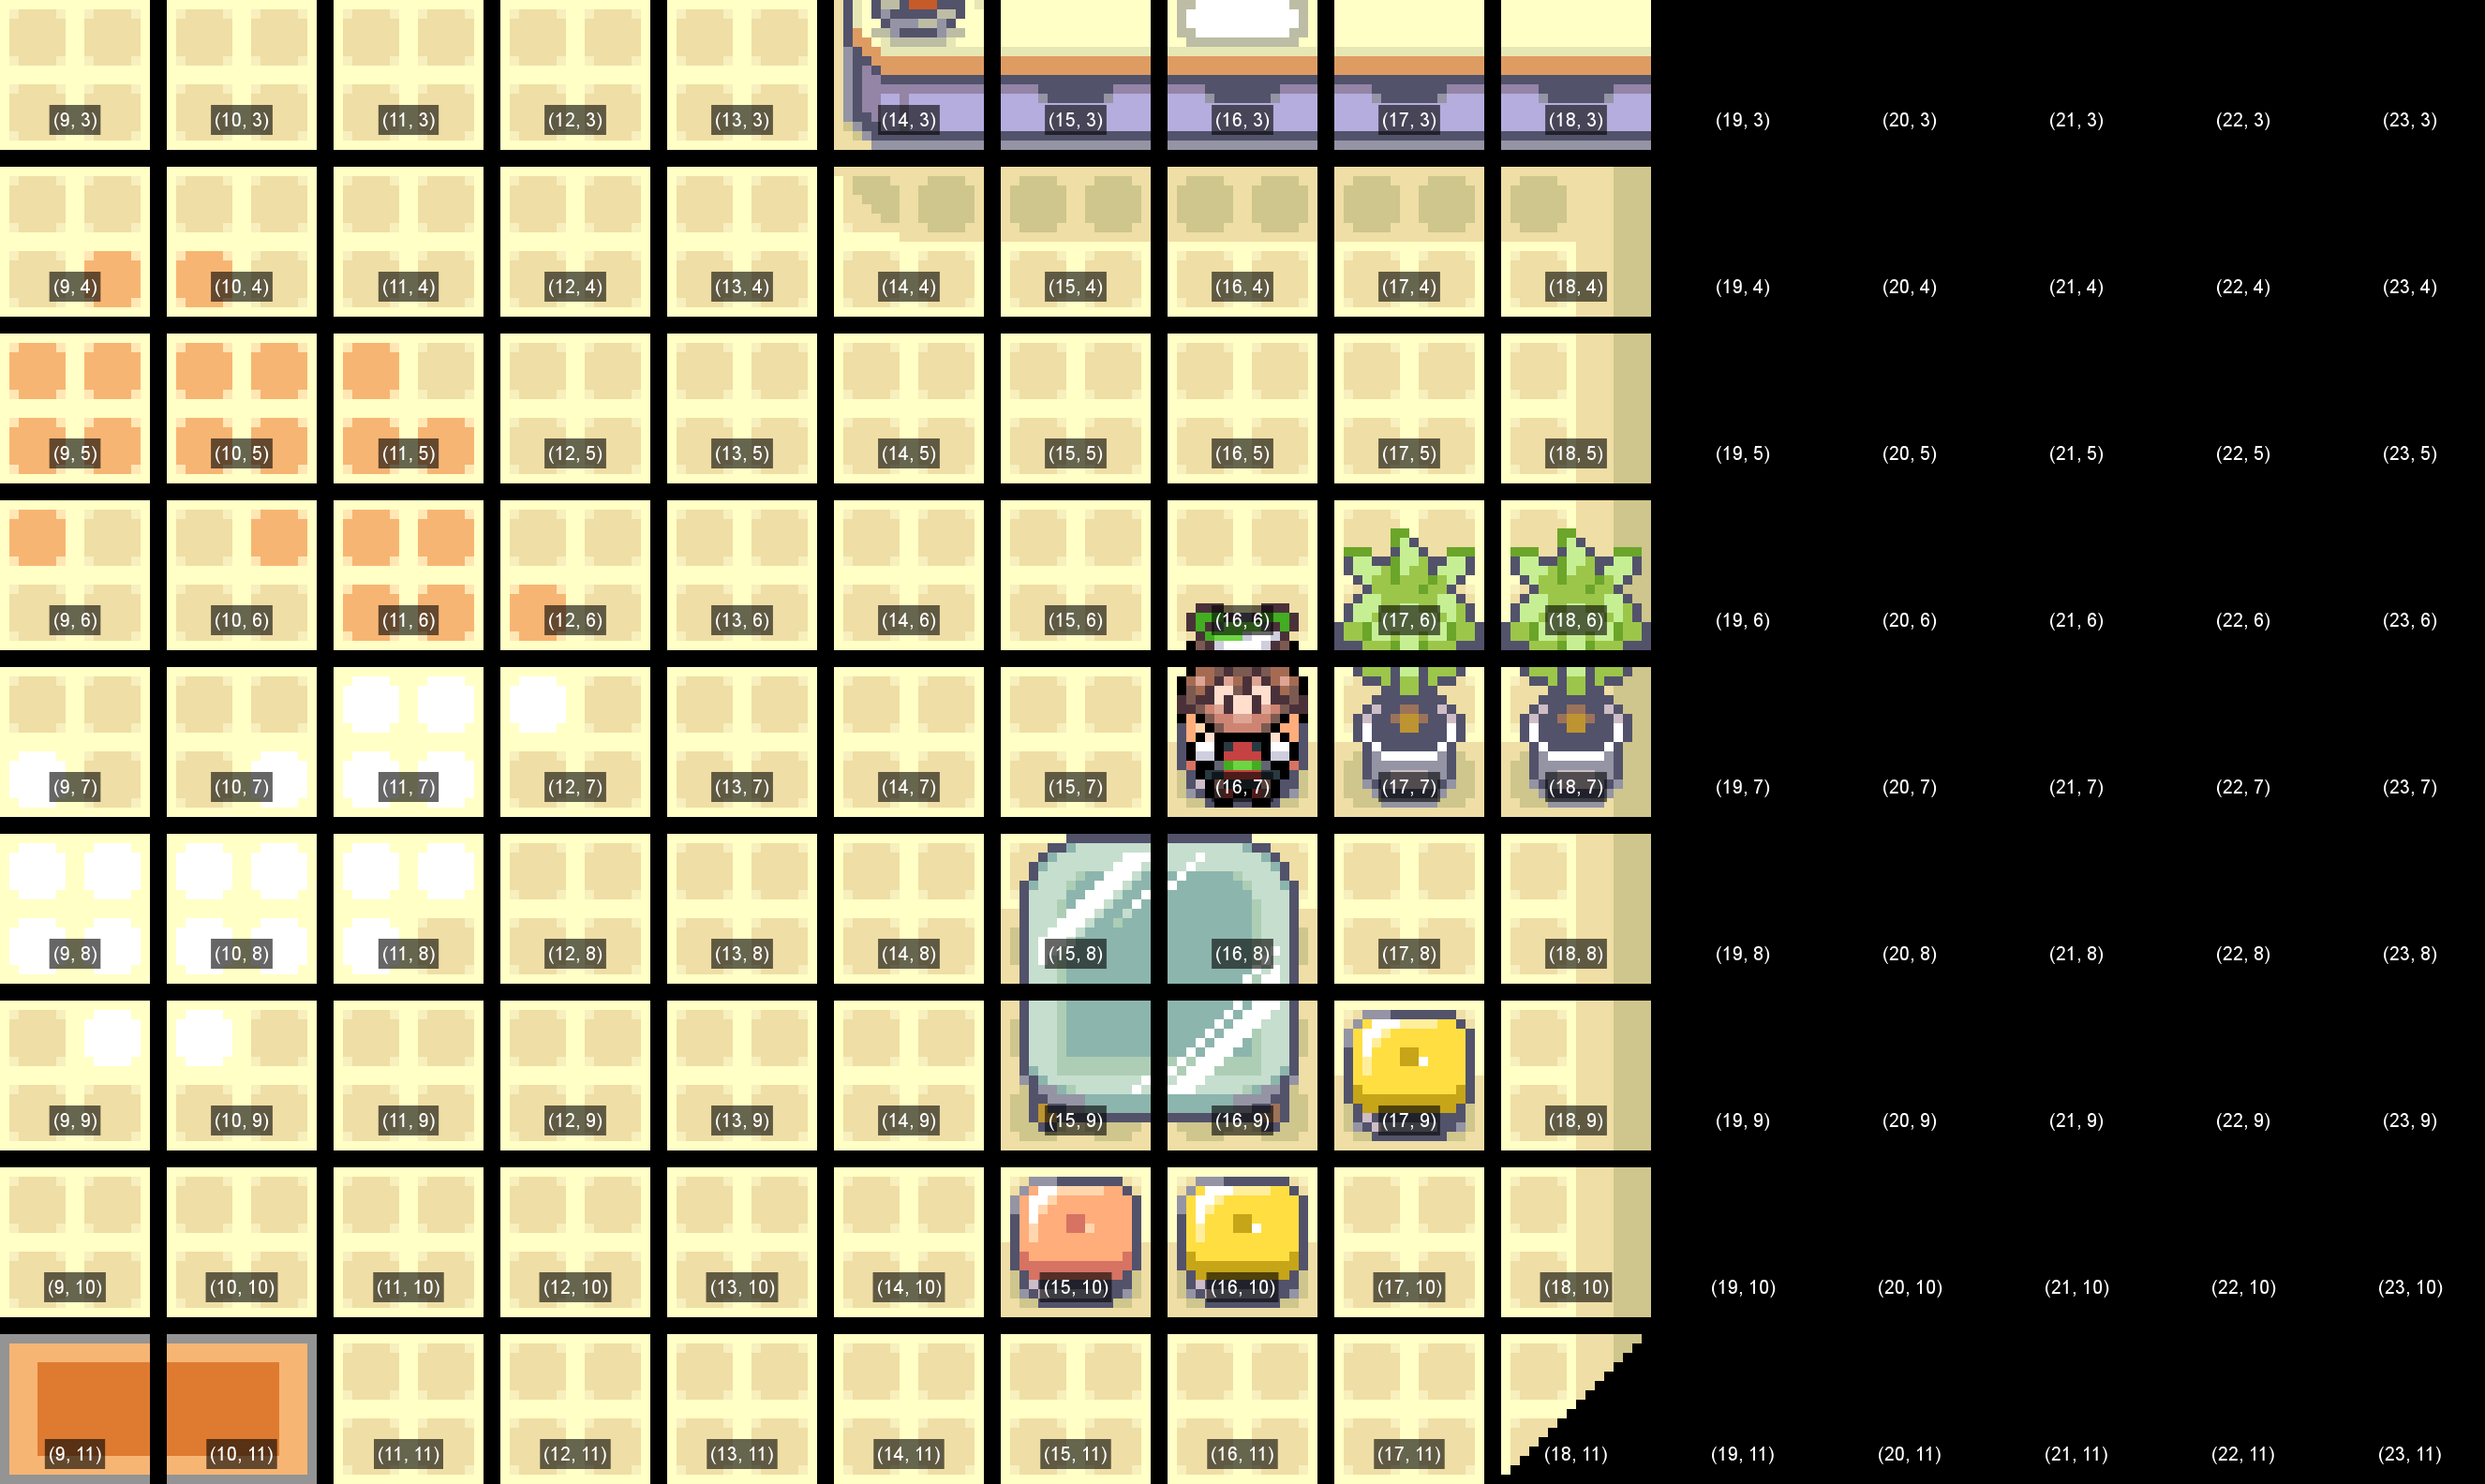 (9, 3) (10, 3) (11, 3) (12, 3) (13, 3) (14, 3) (15, 3) (16, 3) (17, 3) (18, 3) (19, 3) (20, 3) (21, 3) (22, 3) (23, 3)
(9, 4) (10, 4) (11, 4) (12, 4) (13, 4) (14, 4) (15, 4) (16, 4) (17, 4) (18, 4) (19, 4) (20, 4) (21, 4) (22, 4) (23, 4)
(9, 5) (10, 5) (11, 5) (12, 5) (13, 5) (14, 5) (15, 5) (16, 5) (17, 5) (18, 5) (19, 5) (20, 5) (21, 5) (22, 5) (23, 5)
(9, 6) (10, 6) (11, 6) (12, 6) (13, 6) (14, 6) (15, 6) (16, 6) (17, 6) (18, 6) (19, 6) (20, 6) (21, 6) (22, 6) (23, 6)
(9, 7) (10, 7) (11, 7) (12, 7) (13, 7) (14, 7) (15, 7) (16, 7) (17, 7) (18, 7) (19, 7) (20, 7) (21, 7) (22, 7) (23, 7)
(9, 8) (10, 8) (11, 8) (12, 8) (13, 8) (14, 8) (15, 8) (16, 8) (17, 8) (18, 8) (19, 8) (20, 8) (21, 8) (22, 8) (23, 8)
(9, 9) (10, 9) (11, 9) (12, 9) (13, 9) (14, 9) (15, 9) (16, 9) (17, 9) (18, 9) (19, 9) (20, 9) (21, 9) (22, 9) (23, 9)
(9, 10) (10, 10) (11, 10) (12, 10) (13, 10) (14, 10) (15, 10) (16, 10) (17, 10) (18, 10) (19, 10) (20, 10) (21, 10) (22, 10) (23, 10)
(9, 11) (10, 11) (11, 11) (12, 11) (13, 11) (14, 11) (15, 11) (16, 11) (17, 11) (18, 11) (19, 11) (20, 11) (21, 11) (22, 11) (23, 11)